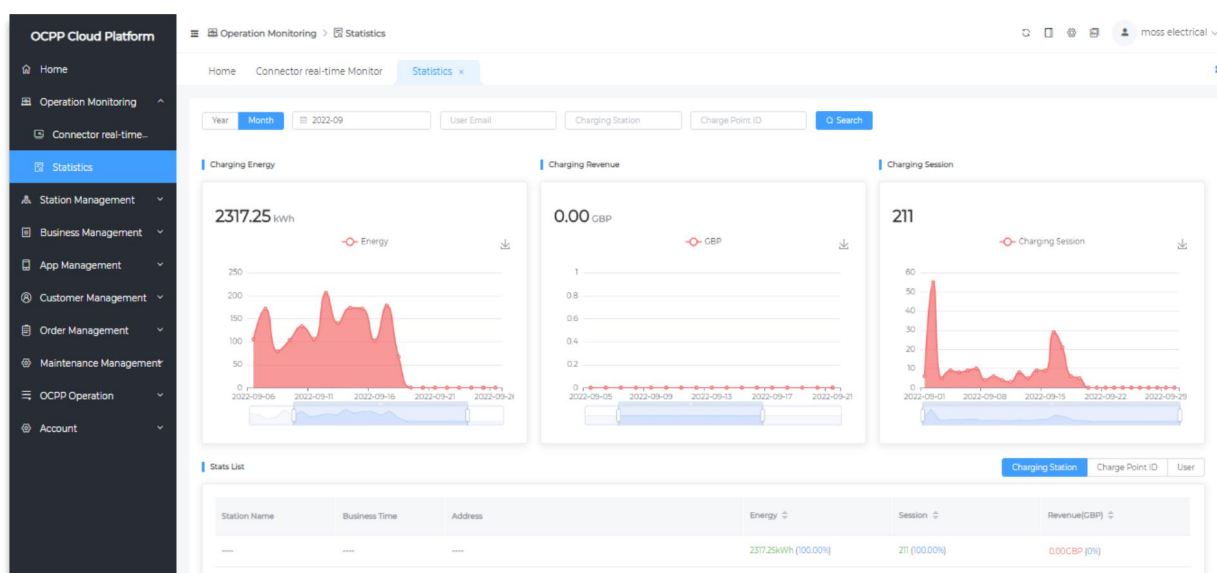 OCPP Cloud Platform
Operation Monitoring > Statistics
moss electrical
Home
Operation Monitoring
Connector real-time...
Statistics
Station Management
Business Management
App Management
Customer Management
Order Management
Maintenance Management
OCPP Operation
Account
Home Connector real-time Monitor Statistics ×
Year Month 2022-09 User Email Charging Station Charge Point ID Search
Charging Energy
2317.25 kWh
Energy
250
200
150
100
50
0
2022-09-06 2022-09-11 2022-09-16 2022-09-21 2022-09-26
Charging Revenue
0.00 GBP
GBP
1
0.8
0.6
0.4
0.2
0
2022-09-05 2022-09-09 2022-09-13 2022-09-17 2022-09-21
Charging Session
211
Charging Session
60
50
40
30
20
10
0
2022-09-01 2022-09-08 2022-09-15 2022-09-22 2022-09-29
Stats List
Charging Station Charge Point ID User
Station Name Business Time Address Energy Session Revenue(GBP)
---- ---- ---- 2317.25kWh (100.00%) 211 (100.00%) 0.00GBP (0%)